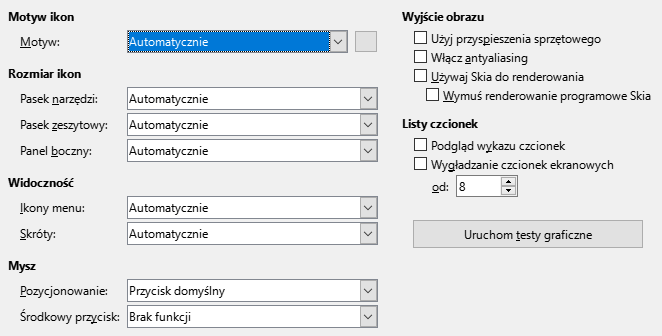 Motyw ikon
Motyw: Automatycznie
Rozmiar ikon
Pasek narzędzi: Automatycznie
Pasek zeszytowy: Automatycznie
Panel boczny: Automatycznie
Widoczność
Ikony menu: Automatycznie
Skróty: Automatycznie
Mysz
Pozycjonowanie: Przycisk domyślny
Środkowy przycisk: Brak funkcji
Wyjście obrazu
Użyj przyspieszenia sprzętowego
Włącz antyaliasing
Używaj Skia do renderowania
Wymuś renderowanie programowe Skia
Listy czcionek
Podgląd wykazu czcionek
Wygładzanie czcionek ekranowych
od: 8
Uruchom testy graficzne